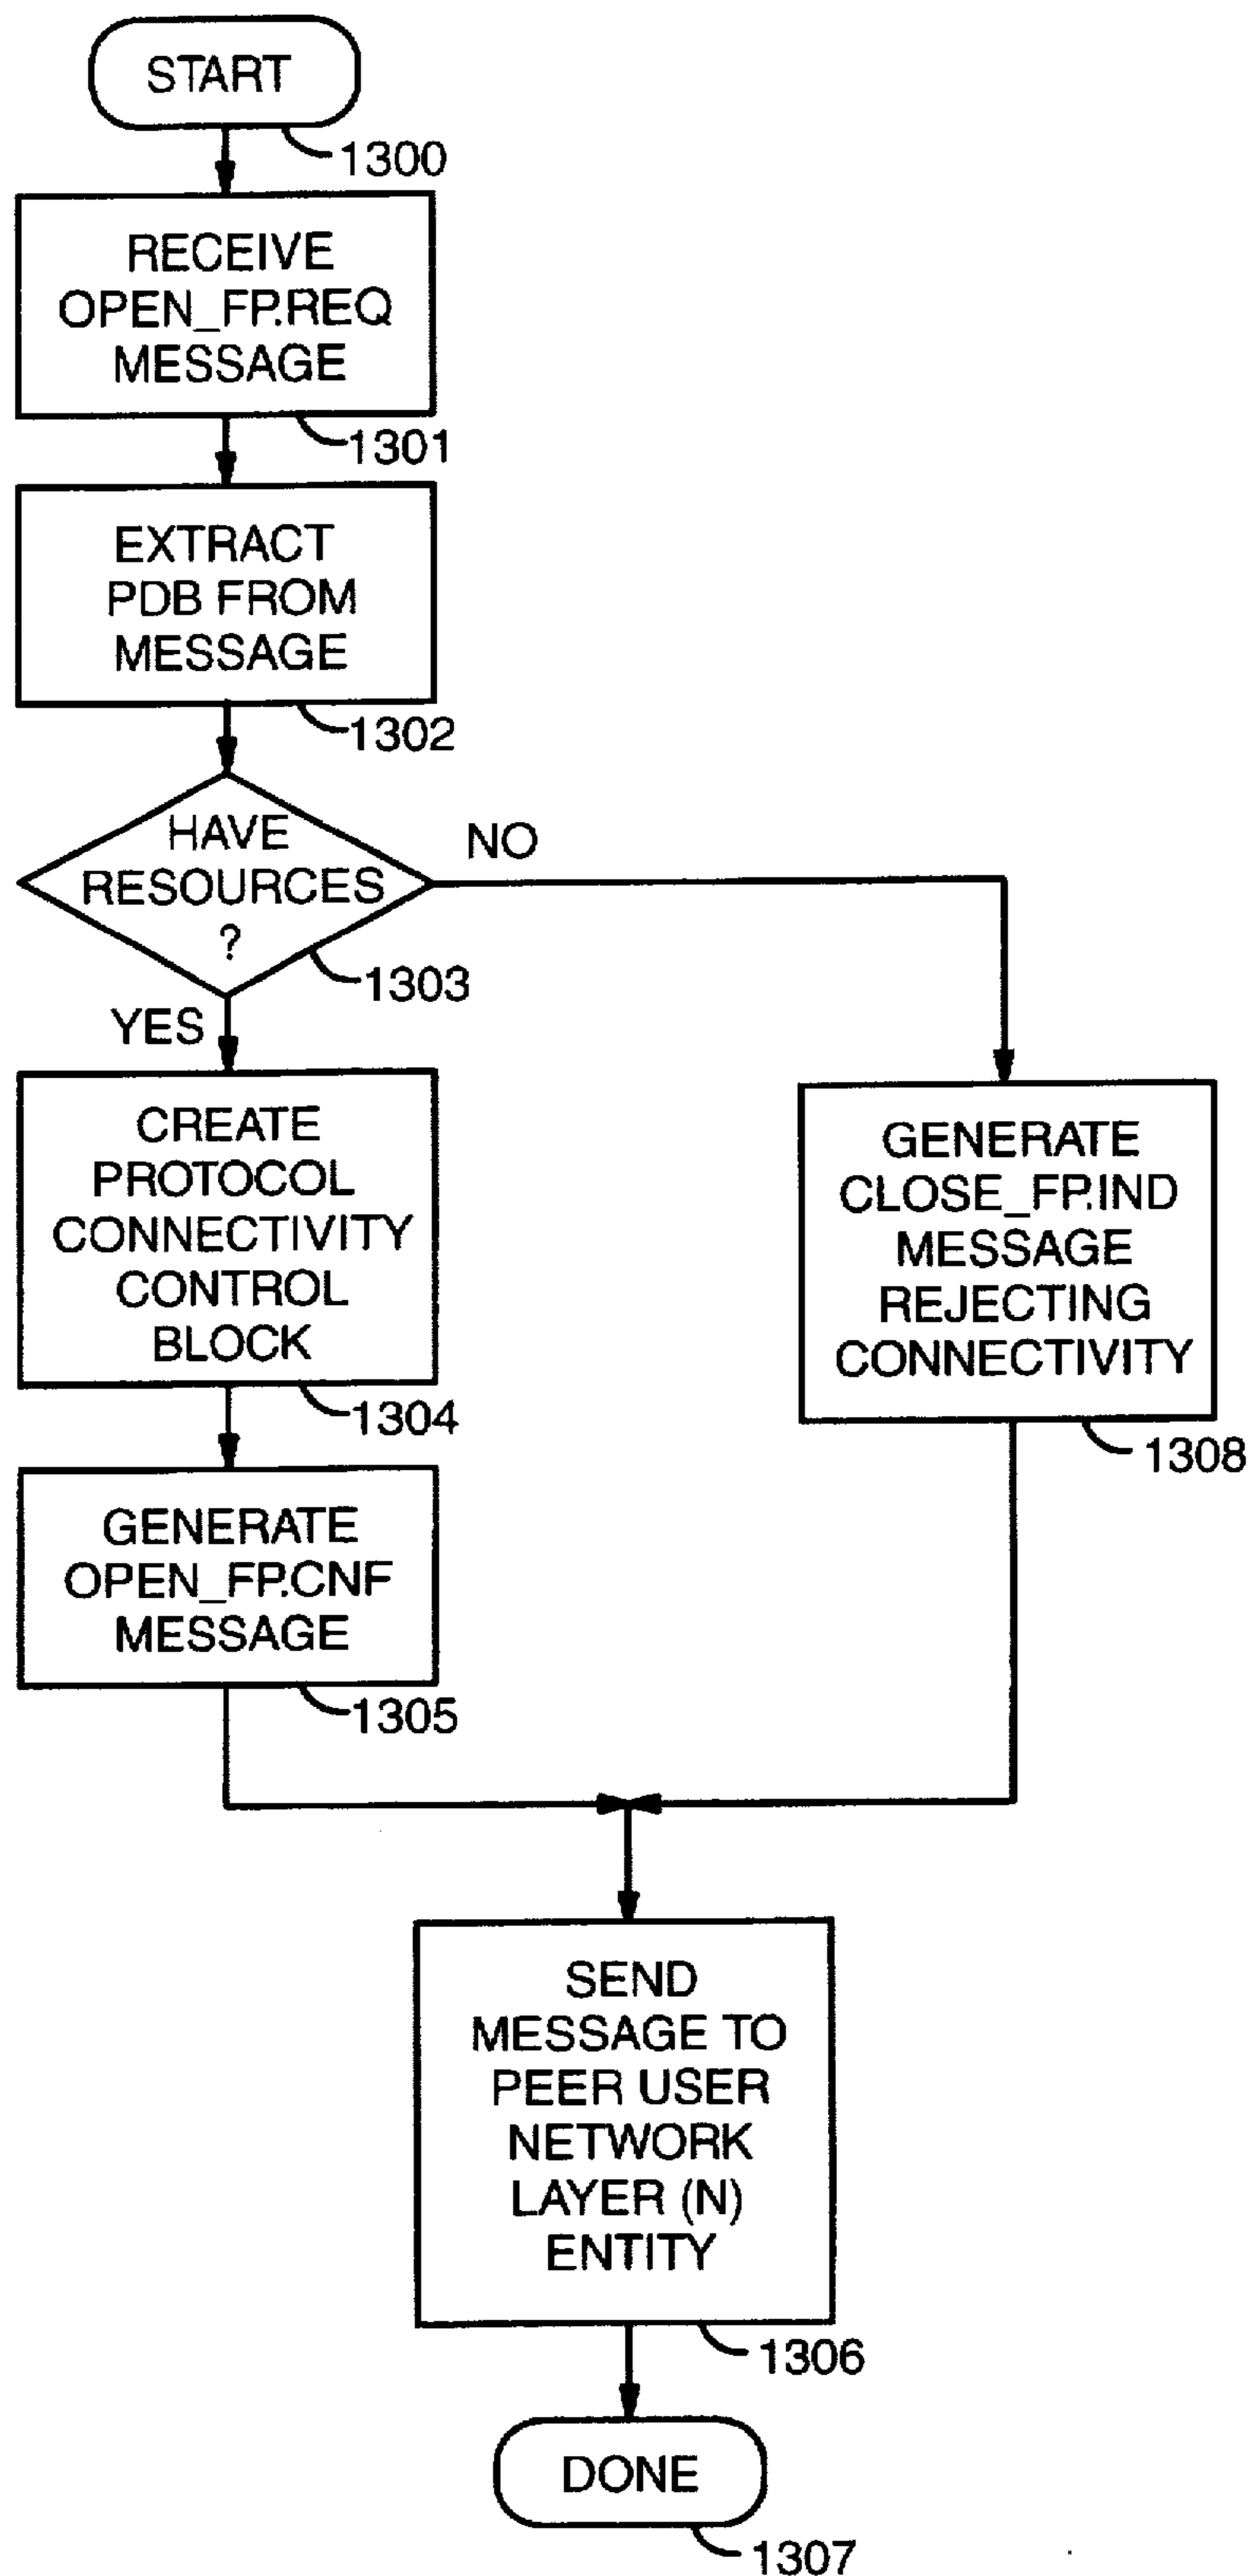 START
1300
RECEIVE
OPEN_FP.REQ
MESSAGE
1301
EXTRACT
PDB FROM
MESSAGE
1302
HAVE
RESOURCES
?
1303
NO
YES
CREATE
PROTOCOL
CONNECTIVITY
CONTROL
BLOCK
1304
GENERATE
CLOSE_FP.IND
MESSAGE
REJECTING
CONNECTIVITY
1308
GENERATE
OPEN_FP.CNF
MESSAGE
1305
SEND
MESSAGE TO
PEER USER
NETWORK
LAYER (N)
ENTITY
1306
DONE
1307